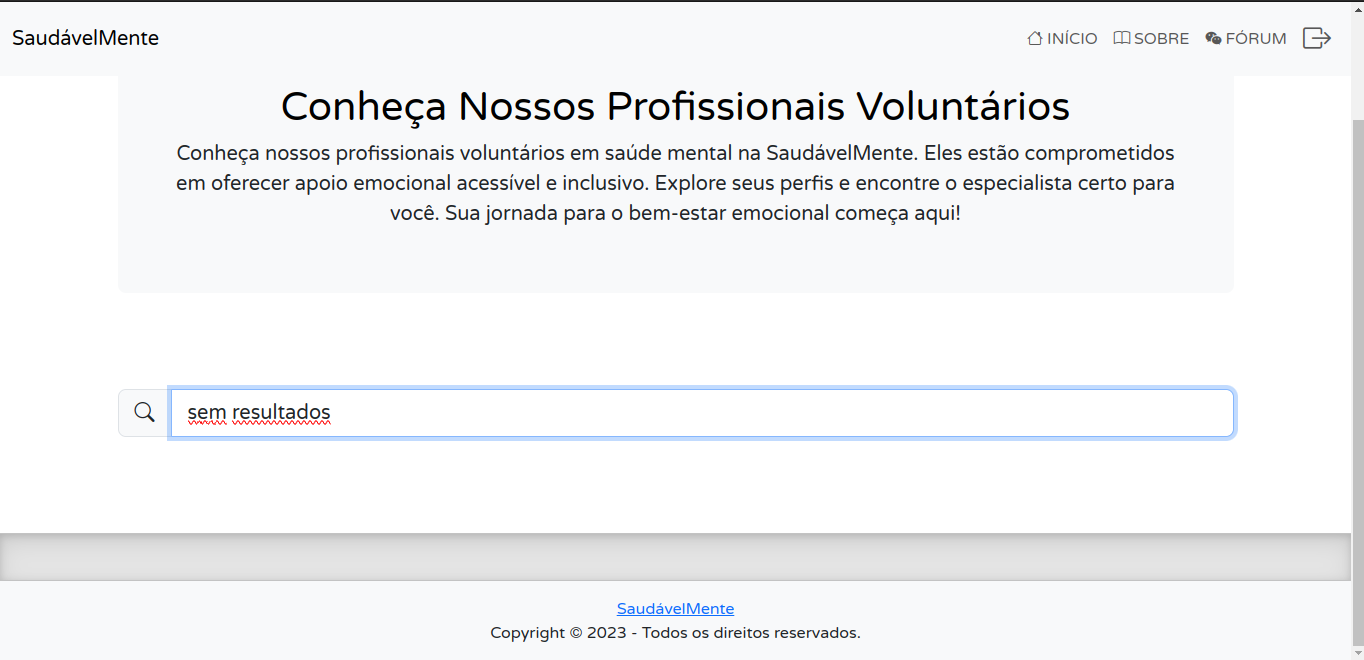 SaudávelMente
INÍCIO
SOBRE
FÓRUM
Conheça Nossos Profissionais Voluntários
Conheça nossos profissionais voluntários em saúde mental na SaudávelMente. Eles estão comprometidos
em oferecer apoio emocional acessível e inclusivo. Explore seus perfis e encontre o especialista certo para
você. Sua jornada para o bem-estar emocional começa aqui!
sem resultados
SaudávelMente
Copyright © 2023 - Todos os direitos reservados.